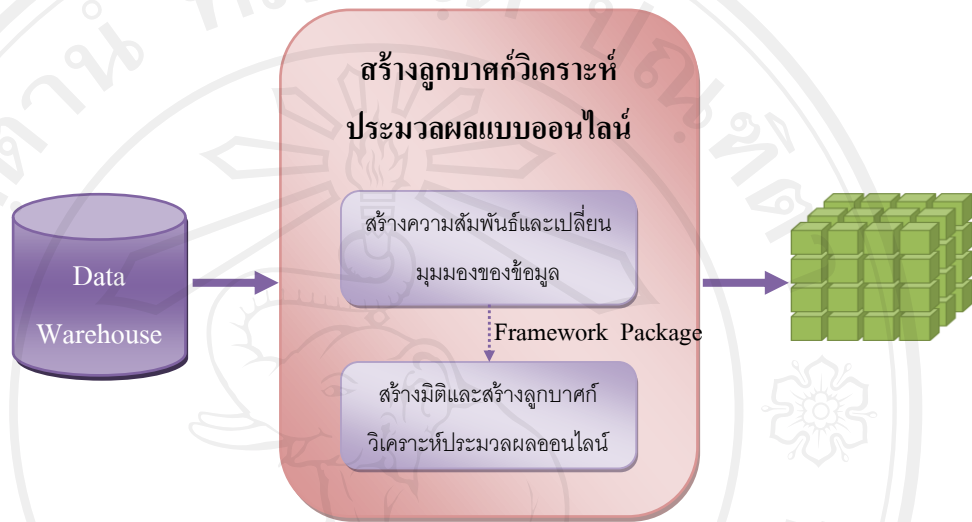 สร้างลูกบาศก์วิเคราะห์
ประมวลผลแบบออนไลน์
Data
Warehouse
สร้างความสัมพันธ์และเปลี่ยน
มุมมองของข้อมูล
Framework Package
สร้างมิติและสร้างลูกบาศก์
วิเคราะห์ประมวลผลออนไลน์